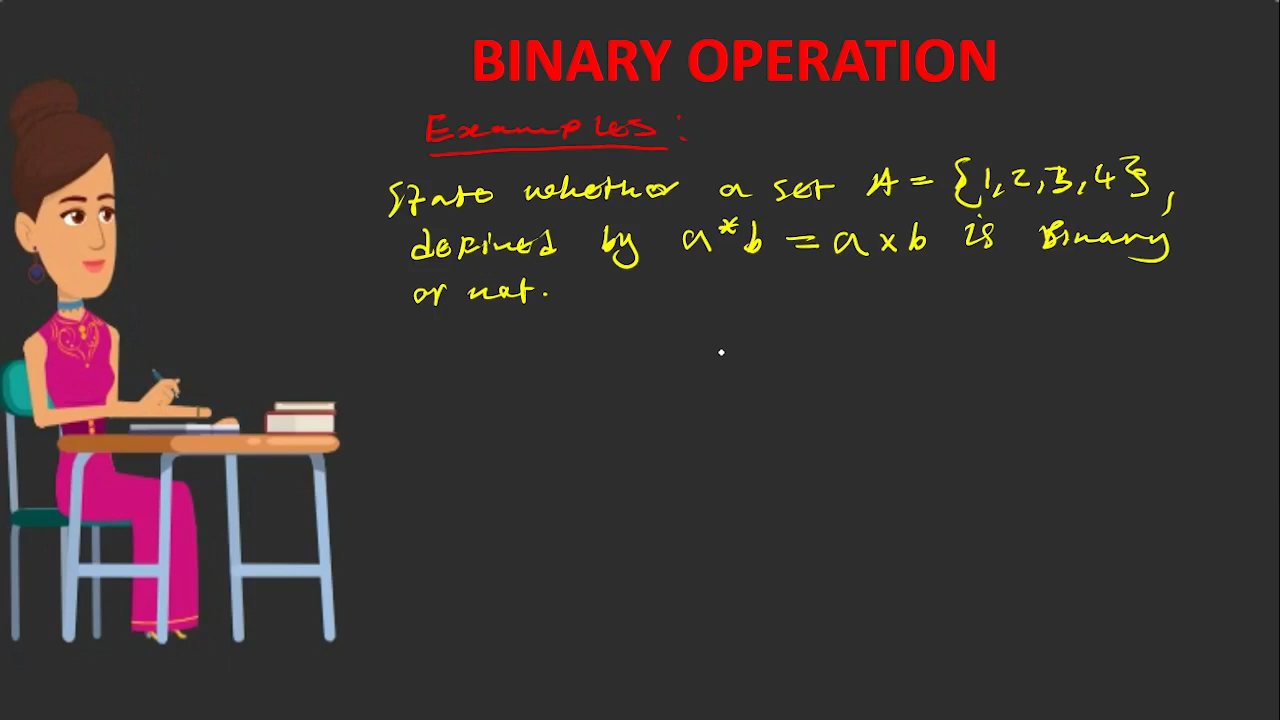 BINARY OPERATION
Examples:
State whether a set A = {1,2,3,4},
defined by a*b = a×b is Binary
or not.